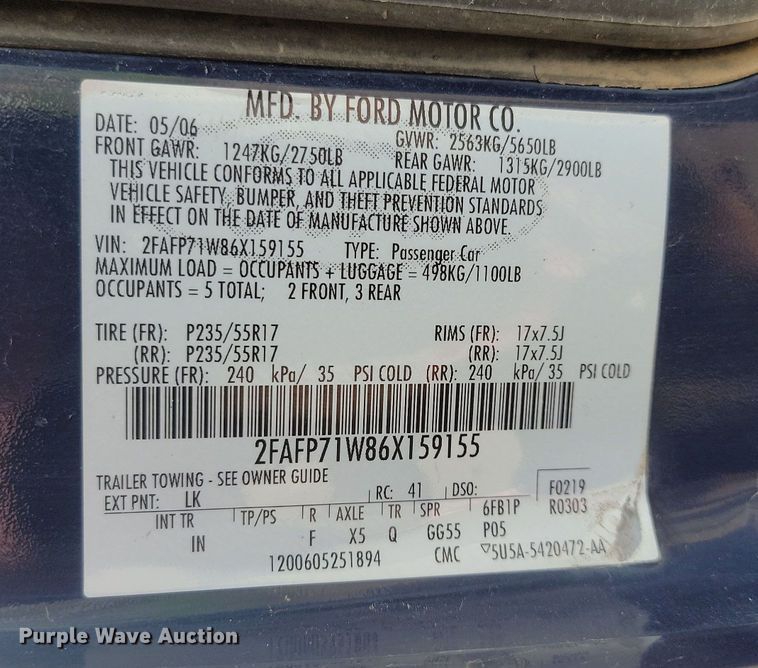 MFD. BY FORD MOTOR CO.
DATE: 05/06 GVWR: 2563KG/5650LB
FRONT GAWR: 1247KG/2750LB REAR GAWR: 1315KG/2900LB
THIS VEHICLE CONFORMS TO ALL APPLICABLE FEDERAL MOTOR
VEHICLE SAFETY, BUMPER, AND THEFT PREVENTION STANDARDS
IN EFFECT ON THE DATE OF MANUFACTURE SHOWN ABOVE.
VIN: 2FAFP71W86X159155 TYPE: Passenger Car
MAXIMUM LOAD = OCCUPANTS + LUGGAGE = 498KG/1100LB
OCCUPANTS = 5 TOTAL; 2 FRONT, 3 REAR
TIRE (FR): P235/55R17 RIMS (FR): 17x7.5J
(RR): P235/55R17 (RR): 17x7.5J
PRESSURE (FR): 240 kPa/ 35 PSI COLD (RR): 240 kPa/ 35 PSI COLD
2FAFP71W86X159155
TRAILER TOWING - SEE OWNER GUIDE
EXT PNT: LK RC: 41 DSO: F0219
INT TR TP/PS R AXLE TR SPR 6FB1P R0303
IN F X5 Q GG55 P05
1200605251894 CMC ▽5U5A-5420472-AA
Purple Wave Auction